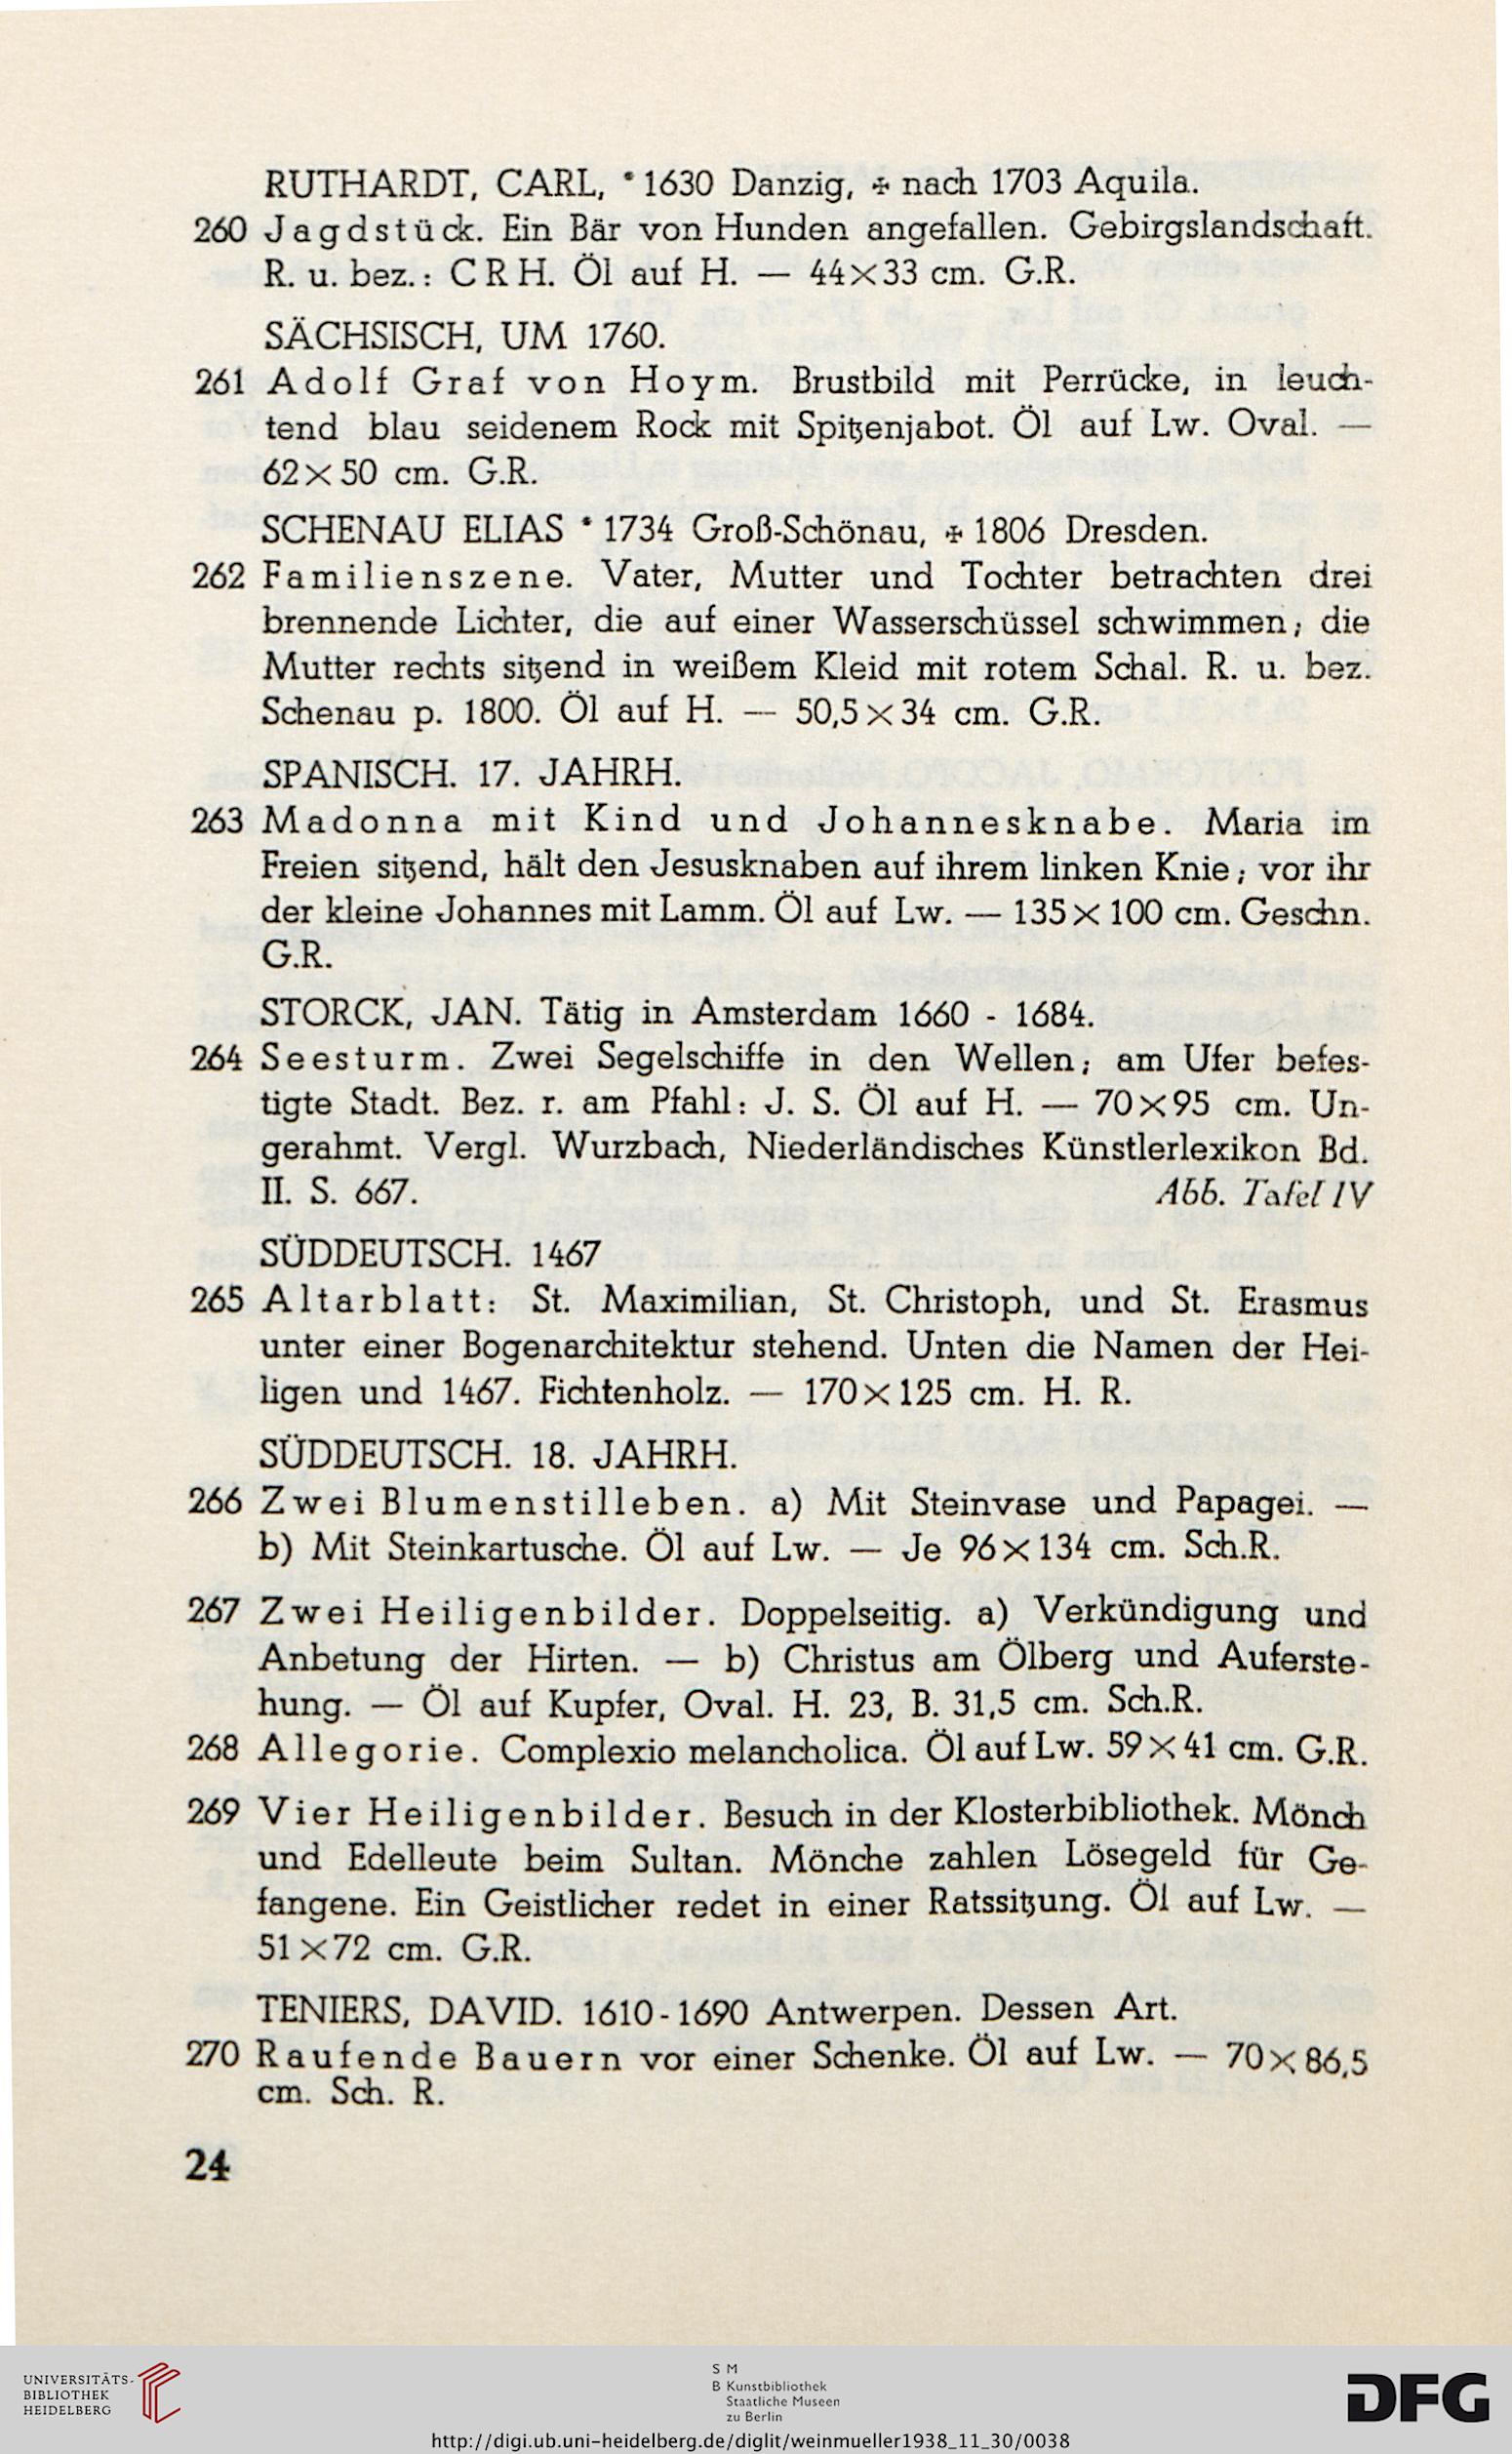 RUTHARDT, CARL, * 1630 Danzig, ✢ nach 1703 Aquila.
260 Jagdstück. Ein Bär von Hunden angefallen. Gebirgslandschaft.
R. u. bez.: C R H. Öl auf H. — 44×33 cm. G.R.
SÄCHSISCH, UM 1760.
261 Adolf Graf von Hoym. Brustbild mit Perrücke, in leuch-
tend blau seidenem Rock mit Spitzenjabot. Öl auf Lw. Oval. —
62×50 cm. G.R.
SCHENAU ELIAS * 1734 Groß-Schönau, ✢ 1806 Dresden.
262 Familienszene. Vater, Mutter und Tochter betrachten drei
brennende Lichter, die auf einer Wasserschüssel schwimmen; die
Mutter rechts sitzend in weißem Kleid mit rotem Schal. R. u. bez.
Schenau p. 1800. Öl auf H. — 50,5×34 cm. G.R.
SPANISCH. 17. JAHRH.
263 Madonna mit Kind und Johannesknabe. Maria im
Freien sitzend, hält den Jesusknaben auf ihrem linken Knie; vor ihr
der kleine Johannes mit Lamm. Öl auf Lw. — 135×100 cm. Geschn.
G.R.
STORCK, JAN. Tätig in Amsterdam 1660 - 1684.
264 Seesturm. Zwei Segelschiffe in den Wellen; am Ufer befes-
tigte Stadt. Bez. r. am Pfahl: J. S. Öl auf H. — 70×95 cm. Un-
gerahmt. Vergl. Wurzbach, Niederländisches Künstlerlexikon Bd.
II. S. 667. Abb. Tafel IV
SÜDDEUTSCH. 1467
265 Altarblatt: St. Maximilian, St. Christoph, und St. Erasmus
unter einer Bogenarchitektur stehend. Unten die Namen der Hei-
ligen und 1467. Fichtenholz. — 170×125 cm. H. R.
SÜDDEUTSCH. 18. JAHRH.
266 Zwei Blumenstilleben. a) Mit Steinvase und Papagei. —
b) Mit Steinkartusche. Öl auf Lw. — Je 96×134 cm. Sch.R.
267 Zwei Heiligenbilder. Doppelseitig. a) Verkündigung und
Anbetung der Hirten. — b) Christus am Ölberg und Auferste-
hung. — Öl auf Kupfer, Oval. H. 23, B. 31,5 cm. Sch.R.
268 Allegorie. Complexio melancholica. Öl auf Lw. 59×41 cm. G.R.
269 Vier Heiligenbilder. Besuch in der Klosterbibliothek. Mönch
und Edelleute beim Sultan. Mönche zahlen Lösegeld für Ge-
fangene. Ein Geistlicher redet in einer Ratssitzung. Öl auf Lw. —
51×72 cm. G.R.
TENIERS, DAVID. 1610-1690 Antwerpen. Dessen Art.
270 Raufende Bauern vor einer Schenke. Öl auf Lw. — 70×86,5
cm. Sch. R.
24
UNIVERSITÄTS-
BIBLIOTHEK
HEIDELBERG
S M
B Kunstbibliothek
Staatliche Museen
zu Berlin
DFG
http://digi.ub.uni-heidelberg.de/diglit/weinmueller1938_11_30/0038